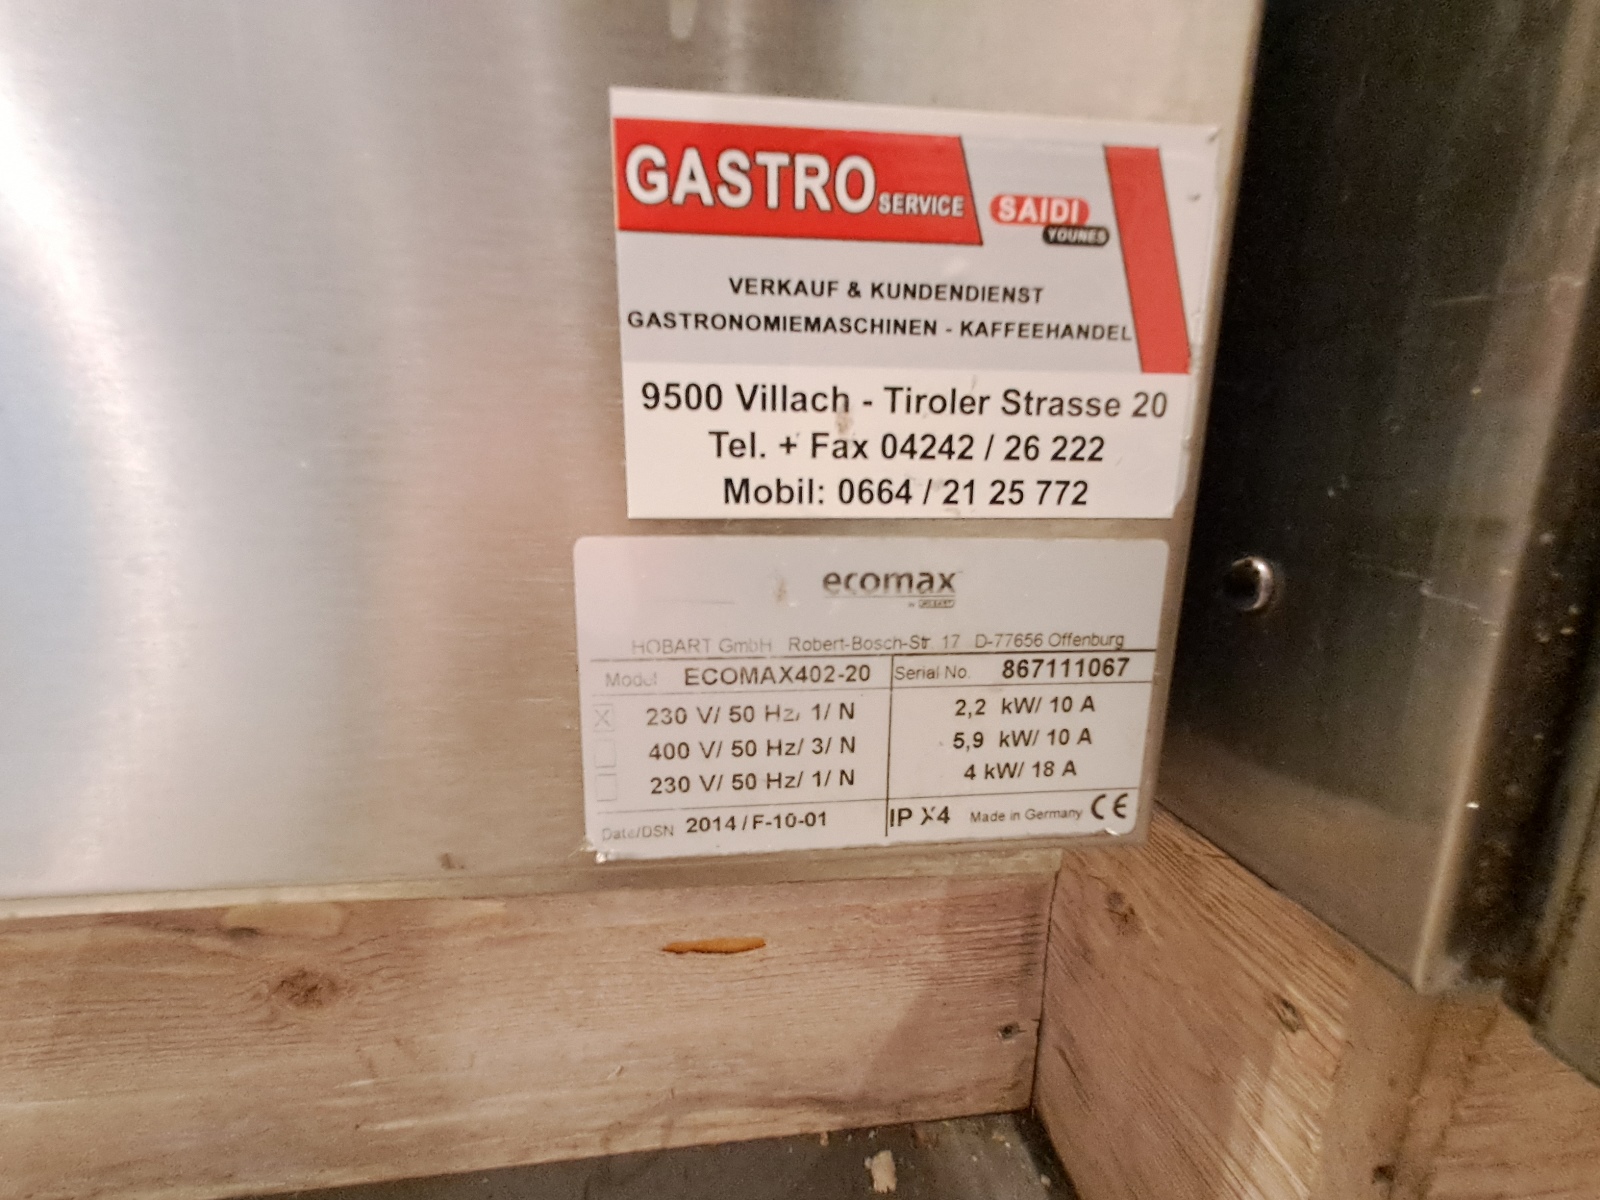 GASTRO SERVICE
SAIDI
YOUNES
VERKAUF & KUNDENDIENST
GASTRONOMIEMASCHINEN - KAFFEEHANDEL
9500 Villach - Tiroler Strasse 20
Tel. + Fax 04242 / 26 222
Mobil: 0664 / 21 25 772
ecomax
HOBART GmbH Robert-Bosch-Str. 17 D-77656 Offenburg
Model ECOMAX402-20 Serial No. 867111067
X 230 V/ 50 Hz, 1/ N 2,2 kW/ 10 A
400 V/ 50 Hz/ 3/ N 5,9 kW/ 10 A
230 V/ 50 Hz/ 1/ N 4 kW/ 18 A
Date/DSN 2014/F-10-01 IP X4 Made in Germany CE